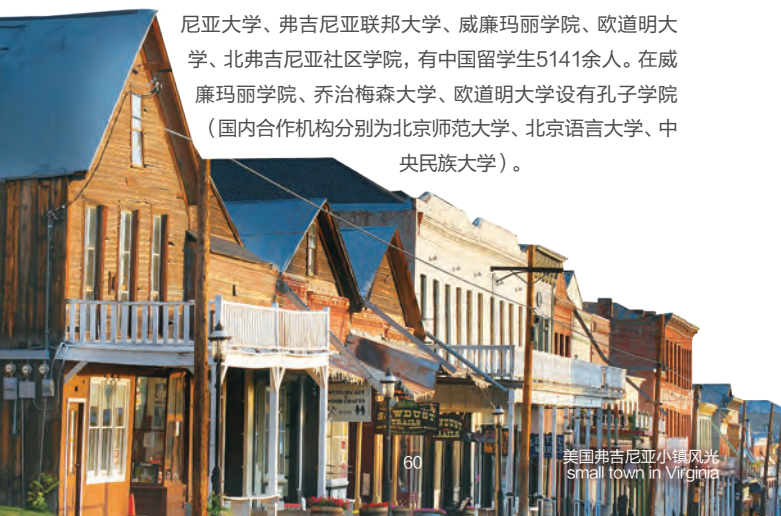 尼亚大学、弗吉尼亚联邦大学、威廉玛丽学院、欧道明大
学、北弗吉尼亚社区学院，有中国留学生5141余人。在威
廉玛丽学院、乔治梅森大学、欧道明大学设有孔子学院
（国内合作机构分别为北京师范大学、北京语言大学、中
央民族大学）。
SAWDUST
TRAILS
60
美国弗吉尼亚小镇风光
small town in Virginia